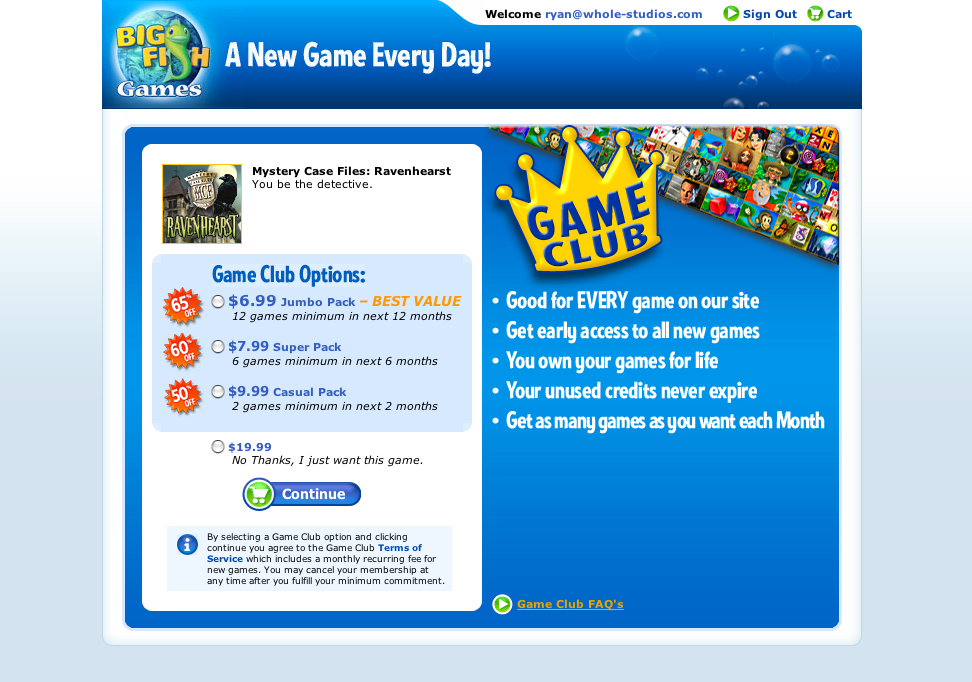 Welcome ryan@whole-studios.com
Sign Out
Cart
BIG
FISH
Games
A New Game Every Day!
Mystery Case Files: Ravenhearst
You be the detective.
RAVENHEARST
Game Club Options:
65% OFF
$6.99 Jumbo Pack – BEST VALUE
12 games minimum in next 12 months
60% OFF
$7.99 Super Pack
6 games minimum in next 6 months
50% OFF
$9.99 Casual Pack
2 games minimum in next 2 months
$19.99
No Thanks, I just want this game.
Continue
By selecting a Game Club option and clicking
continue you agree to the Game Club Terms of
Service which includes a monthly recurring fee for
new games. You may cancel your membership at
any time after you fulfill your minimum commitment.
GAME
CLUB
• Good for EVERY game on our site
• Get early access to all new games
• You own your games for life
• Your unused credits never expire
• Get as many games as you want each Month
Game Club FAQ's